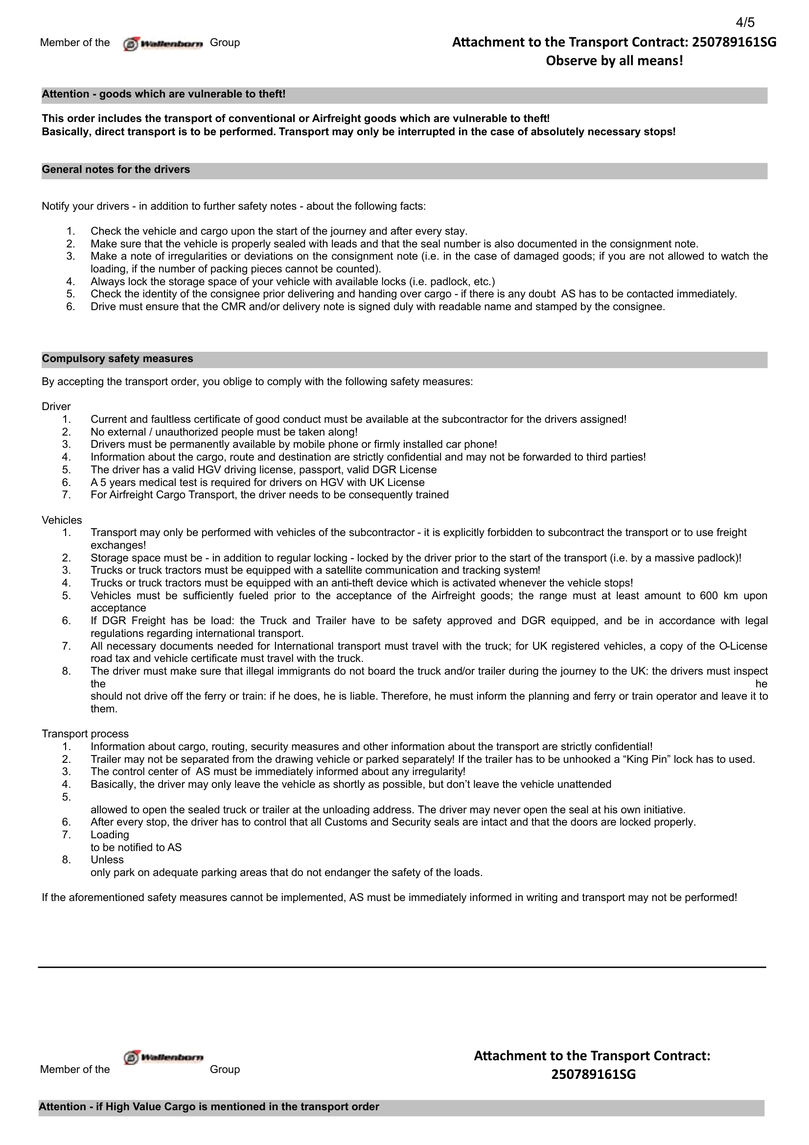 4/5
Member of the Wallenborn Group
Attachment to the Transport Contract: 250789161SG
Observe by all means!
Attention - goods which are vulnerable to theft!
This order includes the transport of conventional or Airfreight goods which are vulnerable to theft!
Basically, direct transport is to be performed. Transport may only be interrupted in the case of absolutely necessary stops!
General notes for the drivers
Notify your drivers - in addition to further safety notes - about the following facts:
1. Check the vehicle and cargo upon the start of the journey and after every stay.
2. Make sure that the vehicle is properly sealed with leads and that the seal number is also documented in the consignment note.
3. Make a note of irregularities or deviations on the consignment note (i.e. in the case of damaged goods; if you are not allowed to watch the
loading, if the number of packing pieces cannot be counted).
4. Always lock the storage space of your vehicle with available locks (i.e. padlock, etc.)
5. Check the identity of the consignee prior delivering and handing over cargo - if there is any doubt AS has to be contacted immediately.
6. Drive must ensure that the CMR and/or delivery note is signed duly with readable name and stamped by the consignee.
Compulsory safety measures
By accepting the transport order, you oblige to comply with the following safety measures:
Driver
1. Current and faultless certificate of good conduct must be available at the subcontractor for the drivers assigned!
2. No external / unauthorized people must be taken along!
3. Drivers must be permanently available by mobile phone or firmly installed car phone!
4. Information about the cargo, route and destination are strictly confidential and may not be forwarded to third parties!
5. The driver has a valid HGV driving license, passport, valid DGR License
6. A 5 years medical test is required for drivers on HGV with UK License
7. For Airfreight Cargo Transport, the driver needs to be consequently trained
Vehicles
1. Transport may only be performed with vehicles of the subcontractor - it is explicitly forbidden to subcontract the transport or to use freight
exchanges!
2. Storage space must be - in addition to regular locking - locked by the driver prior to the start of the transport (i.e. by a massive padlock)!
3. Trucks or truck tractors must be equipped with a satellite communication and tracking system!
4. Trucks or truck tractors must be equipped with an anti-theft device which is activated whenever the vehicle stops!
5. Vehicles must be sufficiently fueled prior to the acceptance of the Airfreight goods; the range must at least amount to 600 km upon
acceptance
6. If DGR Freight has be load: the Truck and Trailer have to be safety approved and DGR equipped, and be in accordance with legal
regulations regarding international transport.
7. All necessary documents needed for International transport must travel with the truck; for UK registered vehicles, a copy of the O-License
road tax and vehicle certificate must travel with the truck.
8. The driver must make sure that illegal immigrants do not board the truck and/or trailer during the journey to the UK: the drivers must inspect
the he
should not drive off the ferry or train: if he does, he is liable. Therefore, he must inform the planning and ferry or train operator and leave it to
them.
Transport process
1. Information about cargo, routing, security measures and other information about the transport are strictly confidential!
2. Trailer may not be separated from the drawing vehicle or parked separately! If the trailer has to be unhooked a “King Pin” lock has to used.
3. The control center of AS must be immediately informed about any irregularity!
4. Basically, the driver may only leave the vehicle as shortly as possible, but don’t leave the vehicle unattended
5.
allowed to open the sealed truck or trailer at the unloading address. The driver may never open the seal at his own initiative.
6. After every stop, the driver has to control that all Customs and Security seals are intact and that the doors are locked properly.
7. Loading
to be notified to AS
8. Unless
only park on adequate parking areas that do not endanger the safety of the loads.
If the aforementioned safety measures cannot be implemented, AS must be immediately informed in writing and transport may not be performed!
Member of the Wallenborn Group
Attachment to the Transport Contract:
250789161SG
Attention - if High Value Cargo is mentioned in the transport order